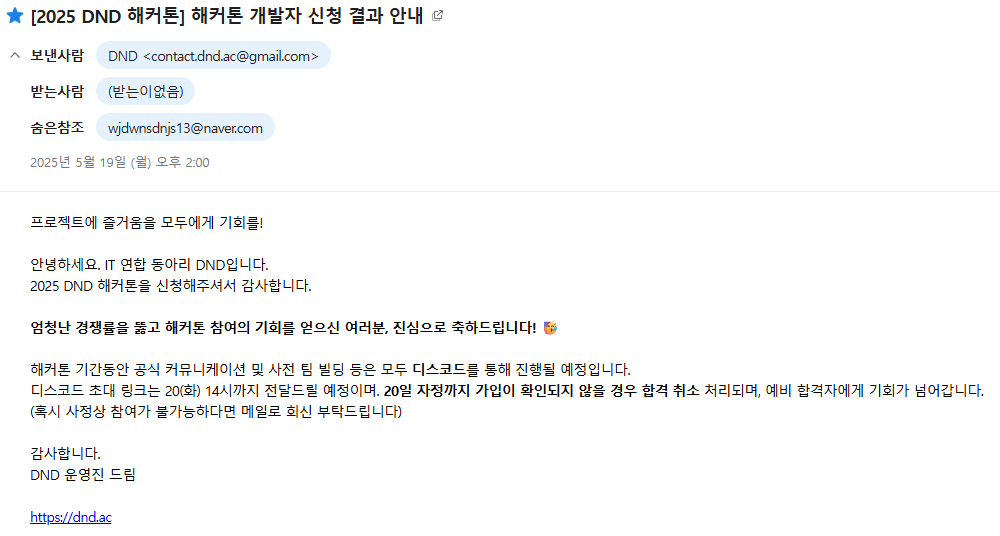 [2025 DND 해커톤] 해커톤 개발자 신청 결과 안내
보낸사람 DND <contact.dnd.ac@gmail.com>
받는사람 (받는이없음)
숨은참조 wjdwnsdnjs13@naver.com
2025년 5월 19일 (월) 오후 2:00
프로젝트에 즐거움을 모두에게 기회를!
안녕하세요. IT 연합 동아리 DND입니다.
2025 DND 해커톤을 신청해주셔서 감사합니다.
엄청난 경쟁률을 뚫고 해커톤 참여의 기회를 얻으신 여러분, 진심으로 축하드립니다! 🥳
해커톤 기간동안 공식 커뮤니케이션 및 사전 팀 빌딩 등은 모두 디스코드를 통해 진행될 예정입니다.
디스코드 초대 링크는 20(화) 14시까지 전달드릴 예정이며, 20일 자정까지 가입이 확인되지 않을 경우 합격 취소 처리되며, 예비 합격자에게 기회가 넘어갑니다.
(혹시 사정상 참여가 불가능하다면 메일로 회신 부탁드립니다)
감사합니다.
DND 운영진 드림
https://dnd.ac